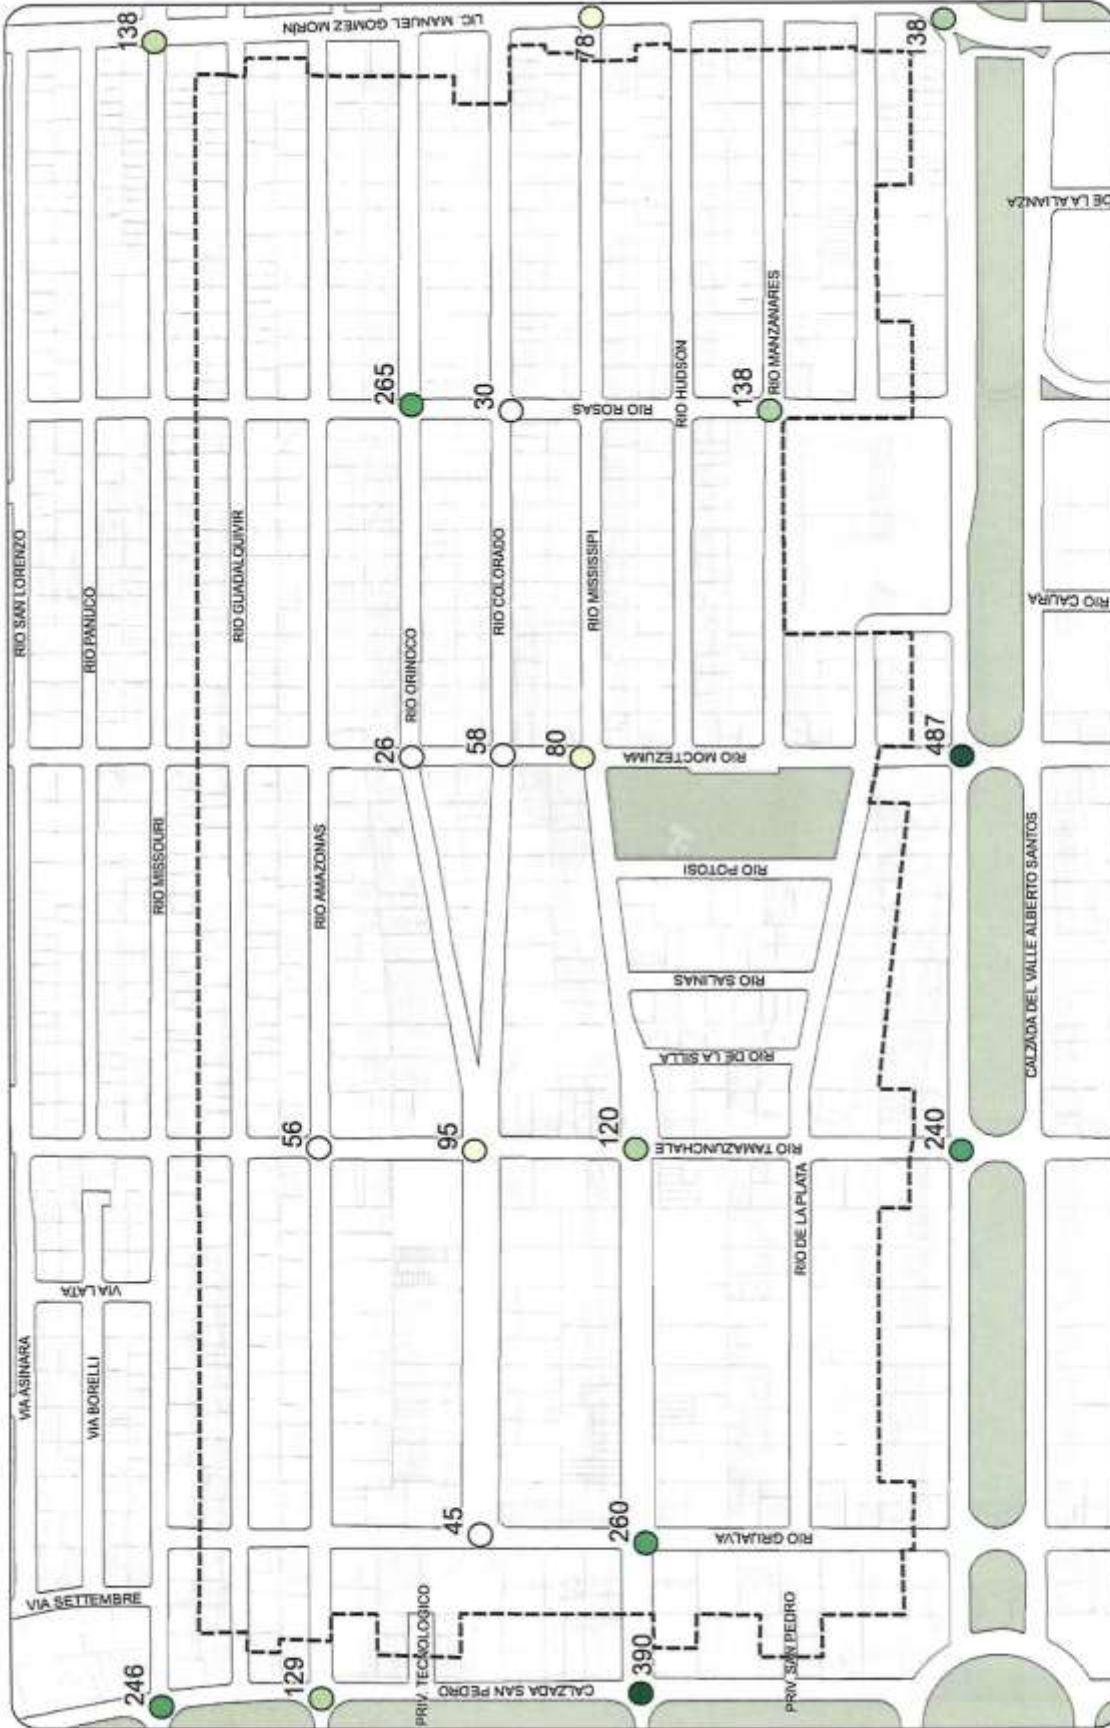 LIC. MANUEL GOMEZ MORÍN
138
78
138
DE LA ALIANZA
RIO MANZANARES
RIO HUDSON
265
30
138
RIO ROSAS
RIO SAN LORENZO
RIO PANUCO
RIO GUADALQUIVIR
RIO COLORADO
RIO MISSISSIPI
RIO CAURA
RIO ORINOCO
26
58
80
487
RIO MOCTEZUMA
RIO MISSOURI
RIO AMAZONAS
RIO POTOSI
CALZADA DEL VALLE ALBERTO SANTOS
RIO SALINAS
RIO DE LA SILLA
56
95
120
240
RIO TAMAZUNCHALE
RIO DE LA PLATA
VIA LATA
VIA ASINARA
VIA BORELLI
45
260
RIO GRIJALVA
VIA SETTEMBRE
PRIV. TECNOLOGICO
PRIV. SAN PEDRO
246
129
390
CALZADA SAN PEDRO